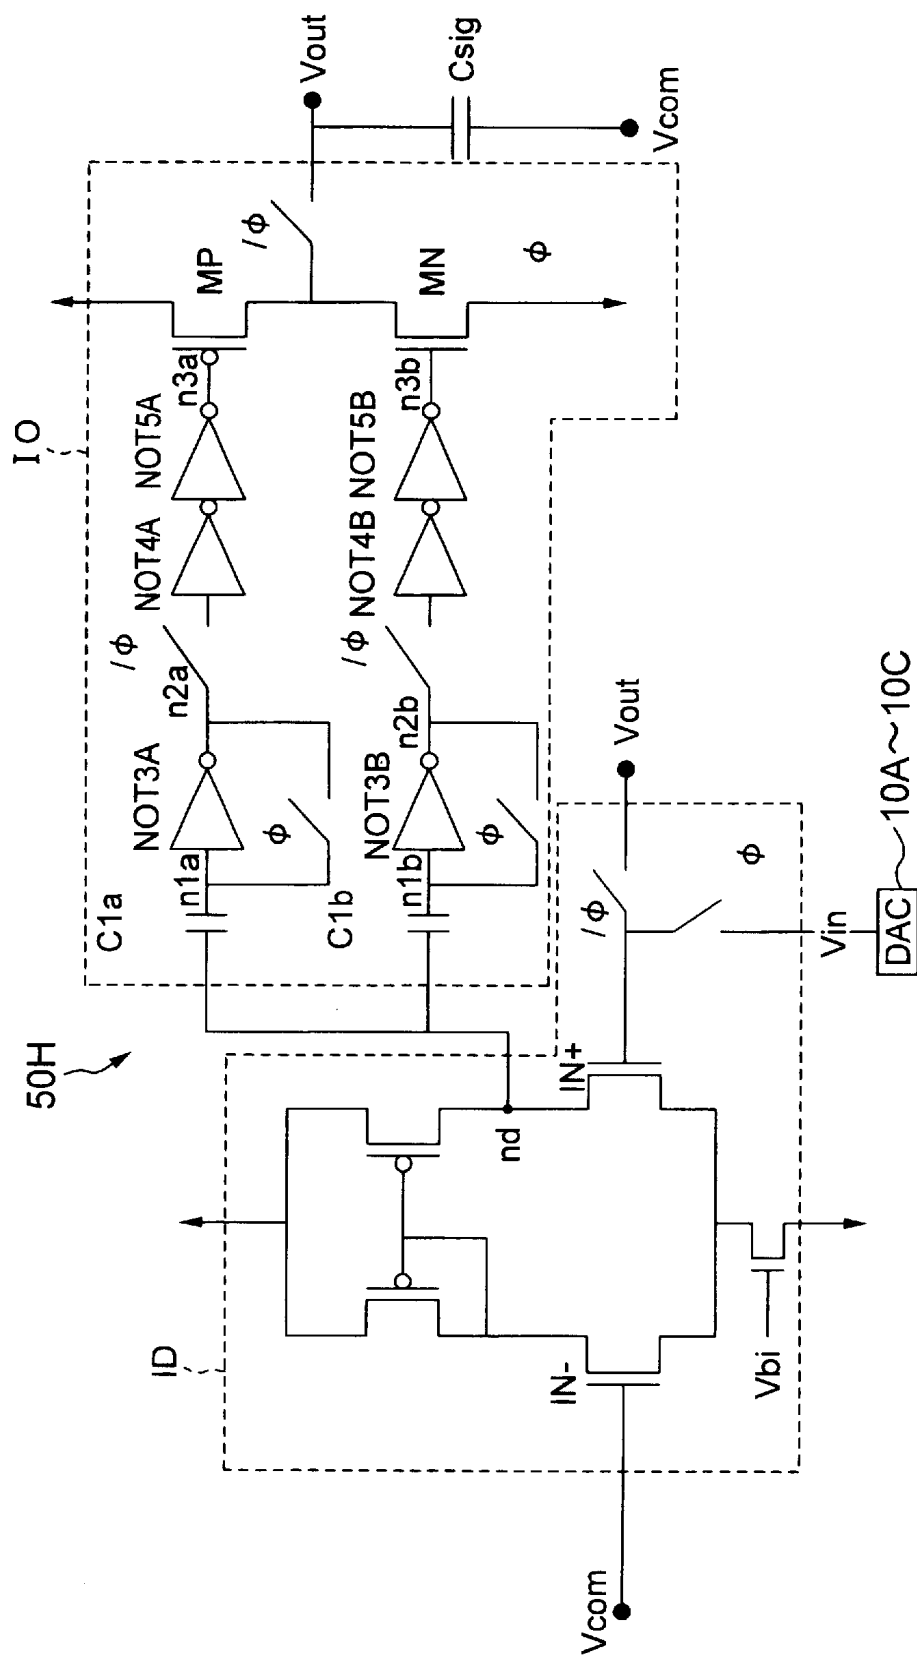 50H
IO
C1a
n1a
NOT3A
n2a
/ϕ
ϕ
NOT4A
NOT5A
n3a
MP
/ϕ
Vout
Csig
Vcom
C1b
n1b
NOT3B
n2b
/ϕ
ϕ
NOT4B
NOT5B
n3b
MN
ϕ
ID
nd
IN-
IN+
Vcom
Vbi
/ϕ
Vout
ϕ
Vin
DAC
10A～10C